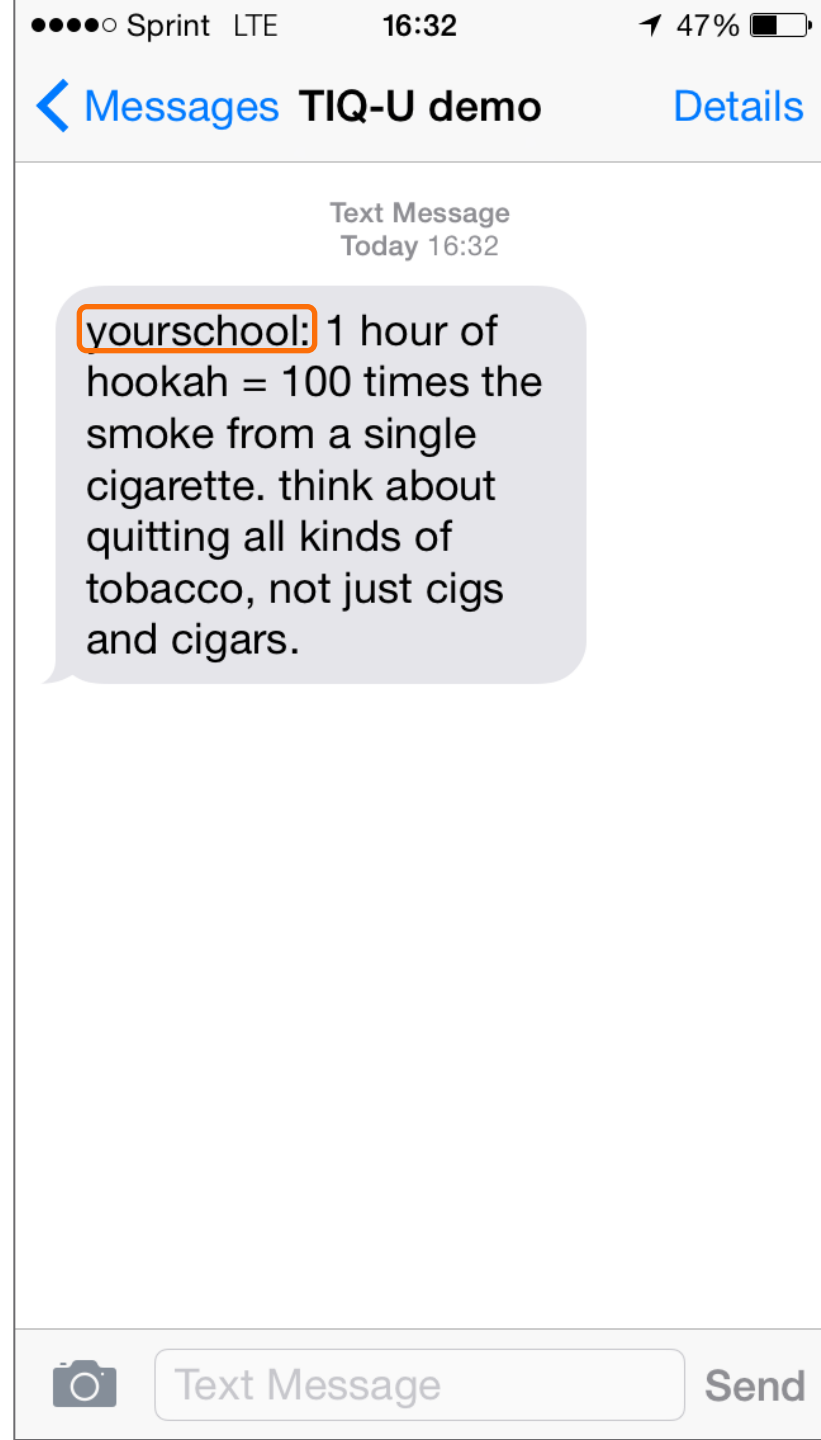 Sprint LTE 16:32 47%
Messages TIQ-U demo Details
Text Message
Today 16:32
yourschool: 1 hour of
hookah = 100 times the
smoke from a single
cigarette. think about
quitting all kinds of
tobacco, not just cigs
and cigars.
Text Message Send